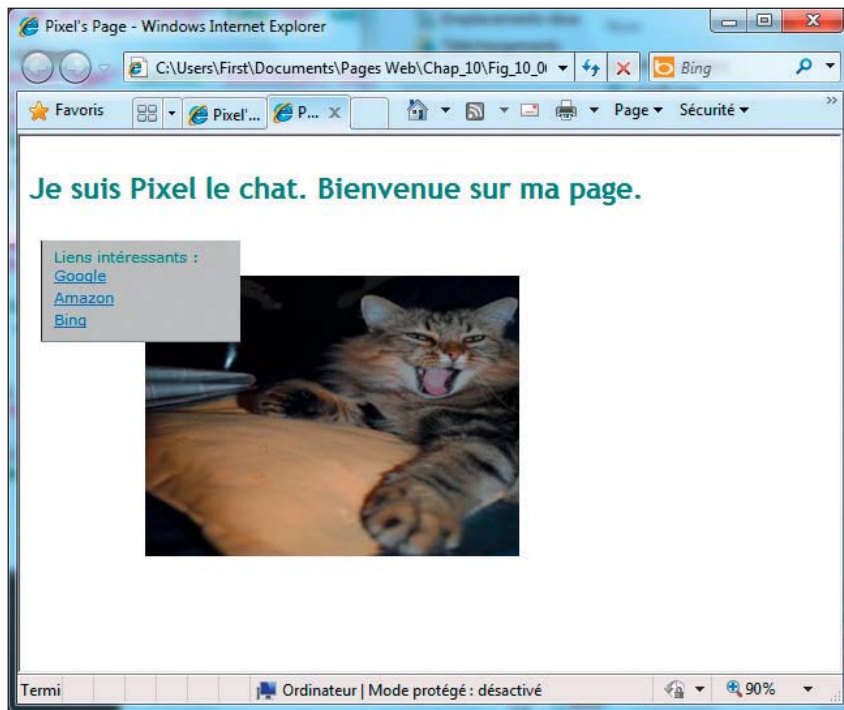 Pixel's Page - Windows Internet Explorer
C:\Users\First\Documents\Pages Web\Chap_10\Fig_10_0
Bing
Favoris
Pixel'...
P...
Page
Sécurité
Je suis Pixel le chat. Bienvenue sur ma page.
Liens intéressants :
Google
Amazon
Bing
Termi
Ordinateur | Mode protégé : désactivé
90%